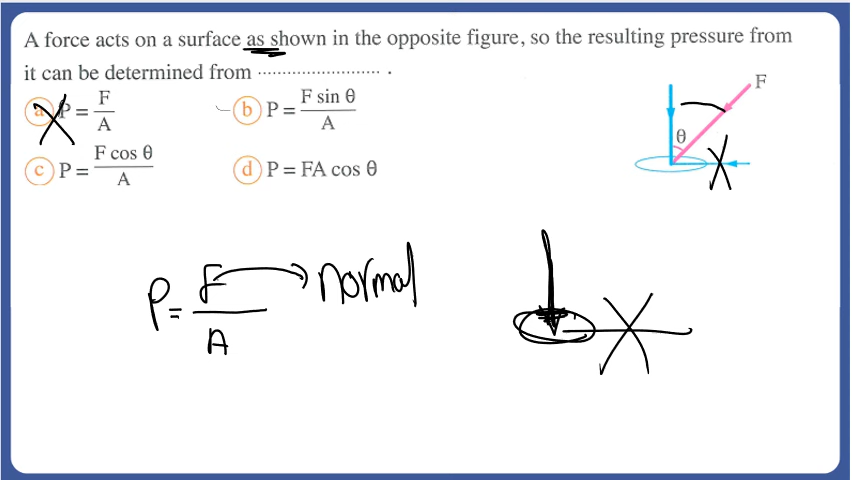 A force acts on a surface as shown in the opposite figure, so the resulting pressure from
it can be determined from ........................ .
a P = F / A
b P = F sin θ / A
c P = F cos θ / A
d P = FA cos θ
F
θ
P = F / A → normal